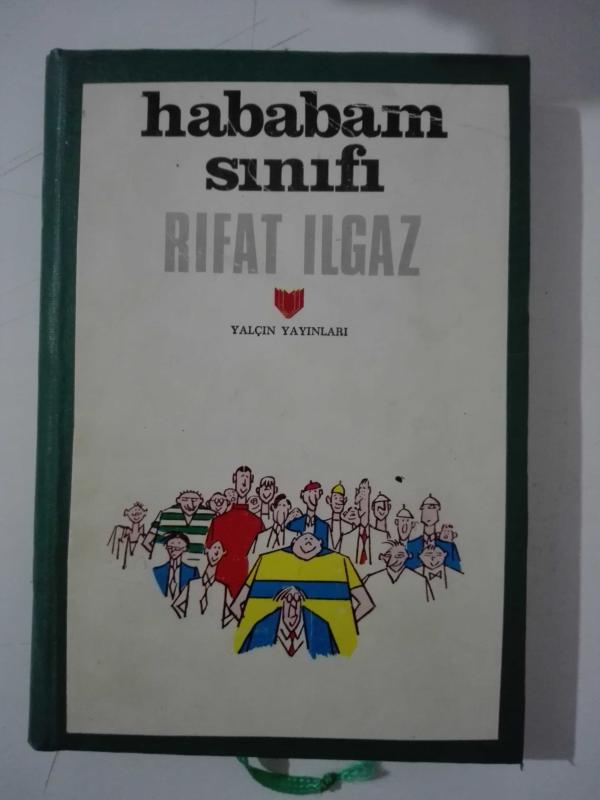 hababam
sınıfı
RIFAT ILGAZ
YALÇIN YAYINLARI